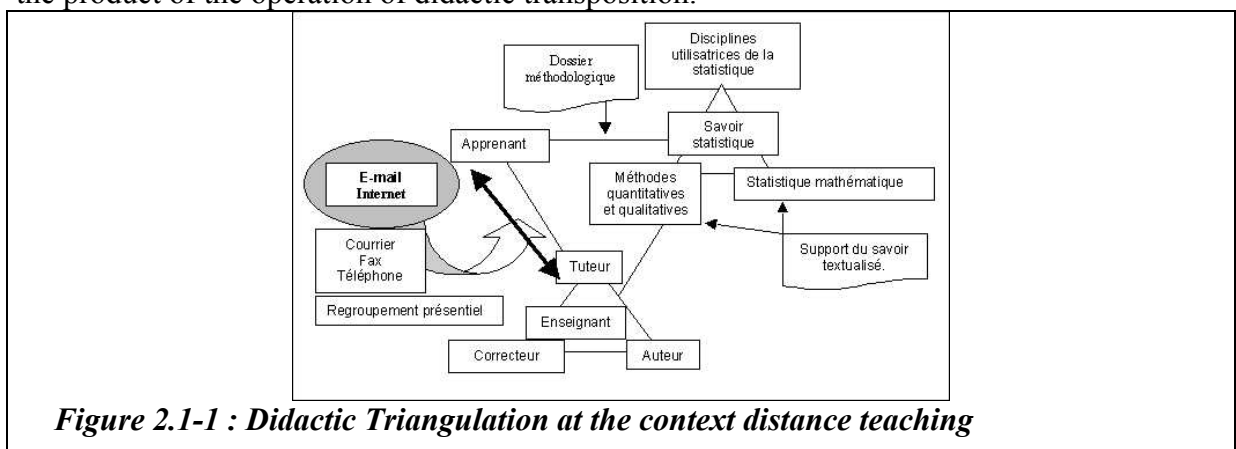 the product of the operation of didactic transposition.
Disciplines
utilisatrices de la
statistique
Dossier
méthodologique
Savoir
statistique
Apprenant
E-mail
Internet
Méthodes
quantitatives
et qualitatives
Statistique mathématique
Courrier
Fax
Téléphone
Support du savoir
textualisé.
Tuteur
Regroupement présentiel
Enseignant
Correcteur
Auteur
Figure 2.1-1 : Didactic Triangulation at the context distance teaching